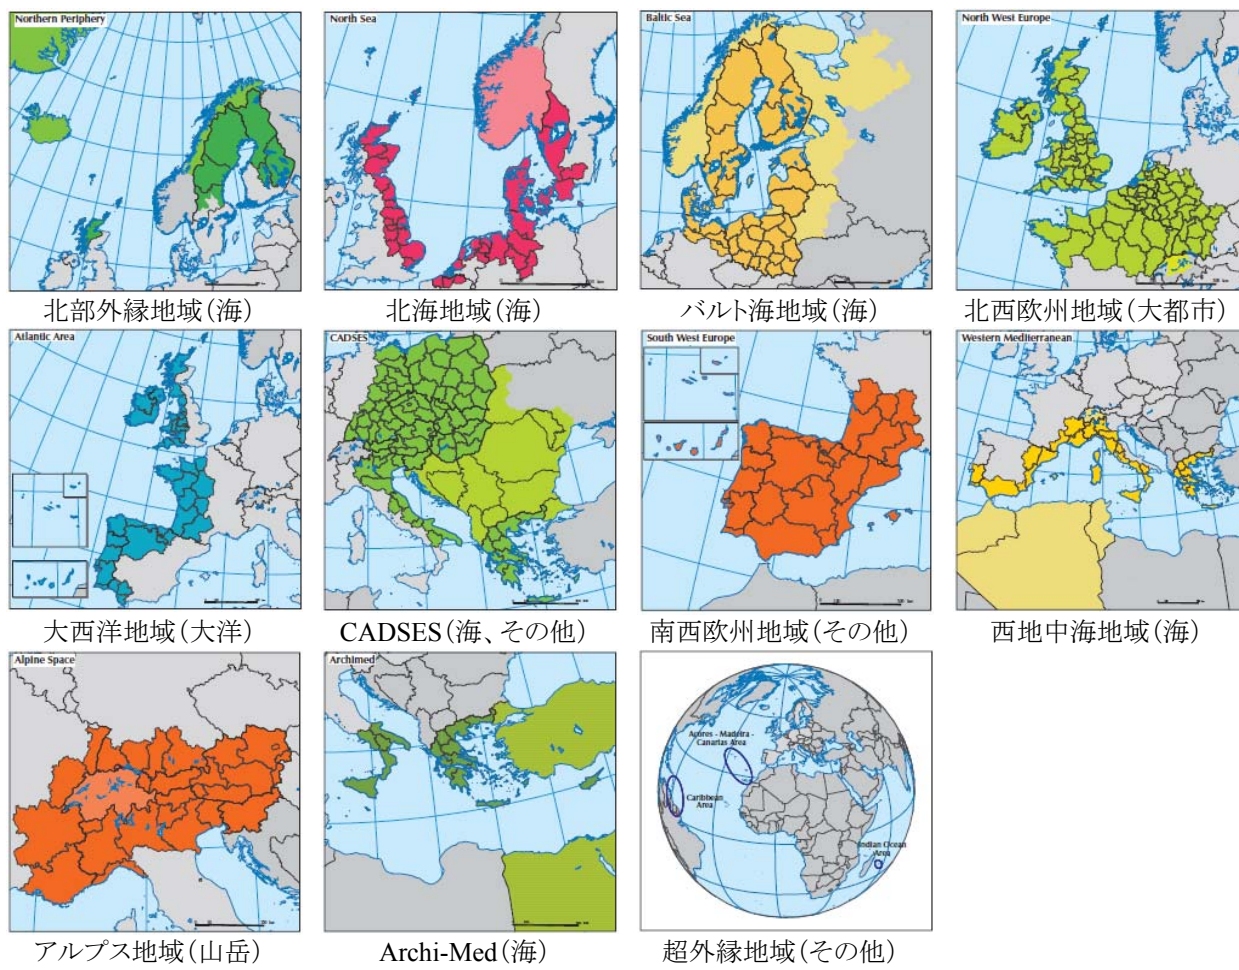 Northern Periphery
North Sea
Baltic Sea
North West Europe
北部外縁地域(海)
北海地域(海)
バルト海地域(海)
北西欧州地域(大都市)
Atlantic Area
CADSES
South West Europe
Western Mediterranean
大西洋地域(大洋)
CADSES(海、その他)
南西欧州地域(その他)
西地中海地域(海)
Alpine Space
Archimed
Açores - Madeira -
Canarias Area
Caribbean
Area
Indian Ocean
Area
アルプス地域(山岳)
Archi-Med(海)
超外縁地域(その他)